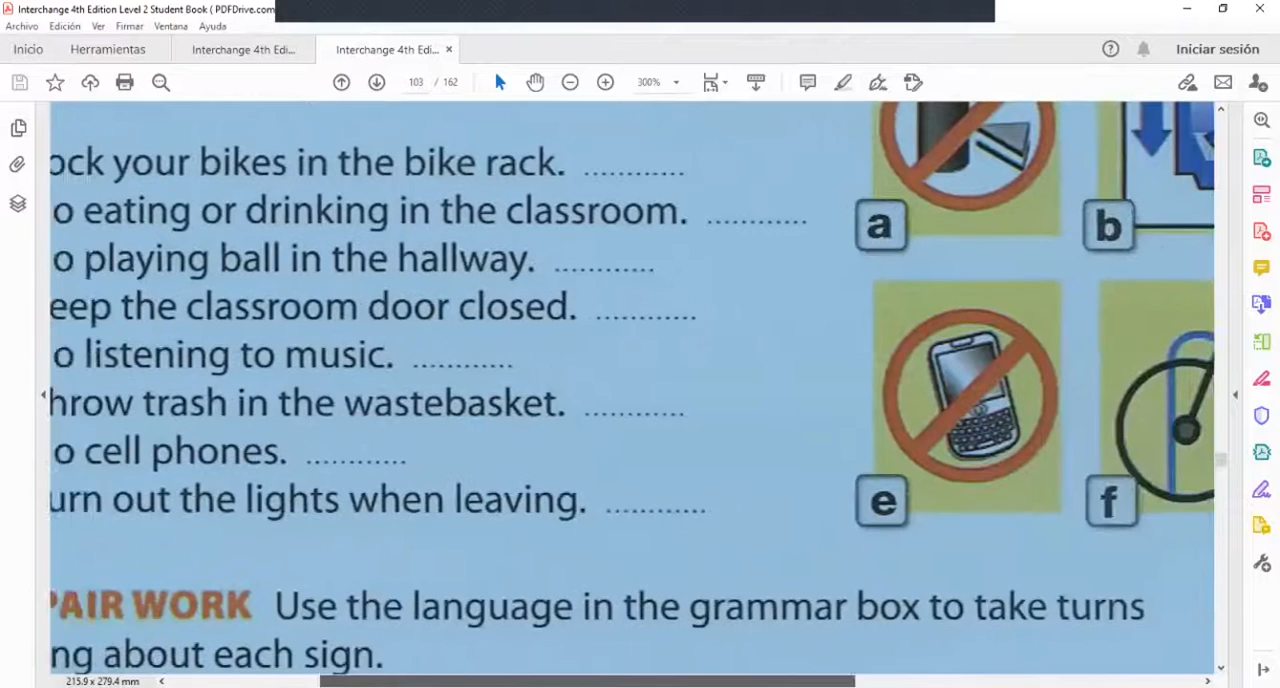 Interchange 4th Edition Level 2 Student Book ( PDFDrive.com
Archivo Edición Ver Firmar Ventana Ayuda
Inicio Herramientas Interchange 4th Edi... Interchange 4th Edi... × Iniciar sesión
103 / 162 300%
ock your bikes in the bike rack. ............
o eating or drinking in the classroom. ............
o playing ball in the hallway. ............
eep the classroom door closed. ............
o listening to music. ............
hrow trash in the wastebasket. ............
o cell phones. ............
urn out the lights when leaving. ............
a b
e f
PAIR WORK Use the language in the grammar box to take turns
ng about each sign.
215.9 x 279.4 mm